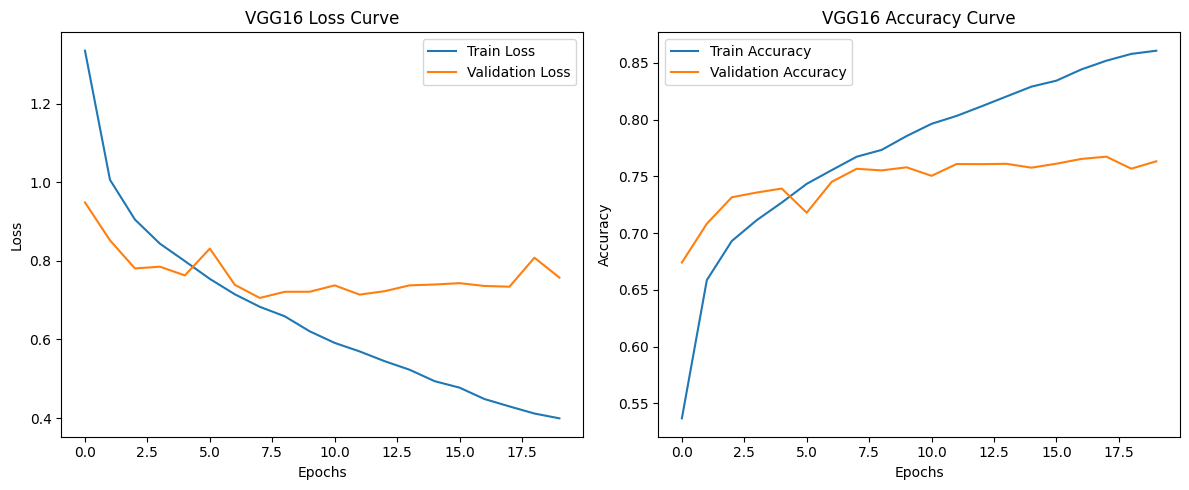 VGG16 Loss Curve
Train Loss
Validation Loss
Loss
1.2
1.0
0.8
0.6
0.4
0.0 2.5 5.0 7.5 10.0 12.5 15.0 17.5
Epochs
VGG16 Accuracy Curve
Train Accuracy
Validation Accuracy
Accuracy
0.85
0.80
0.75
0.70
0.65
0.60
0.55
0.0 2.5 5.0 7.5 10.0 12.5 15.0 17.5
Epochs